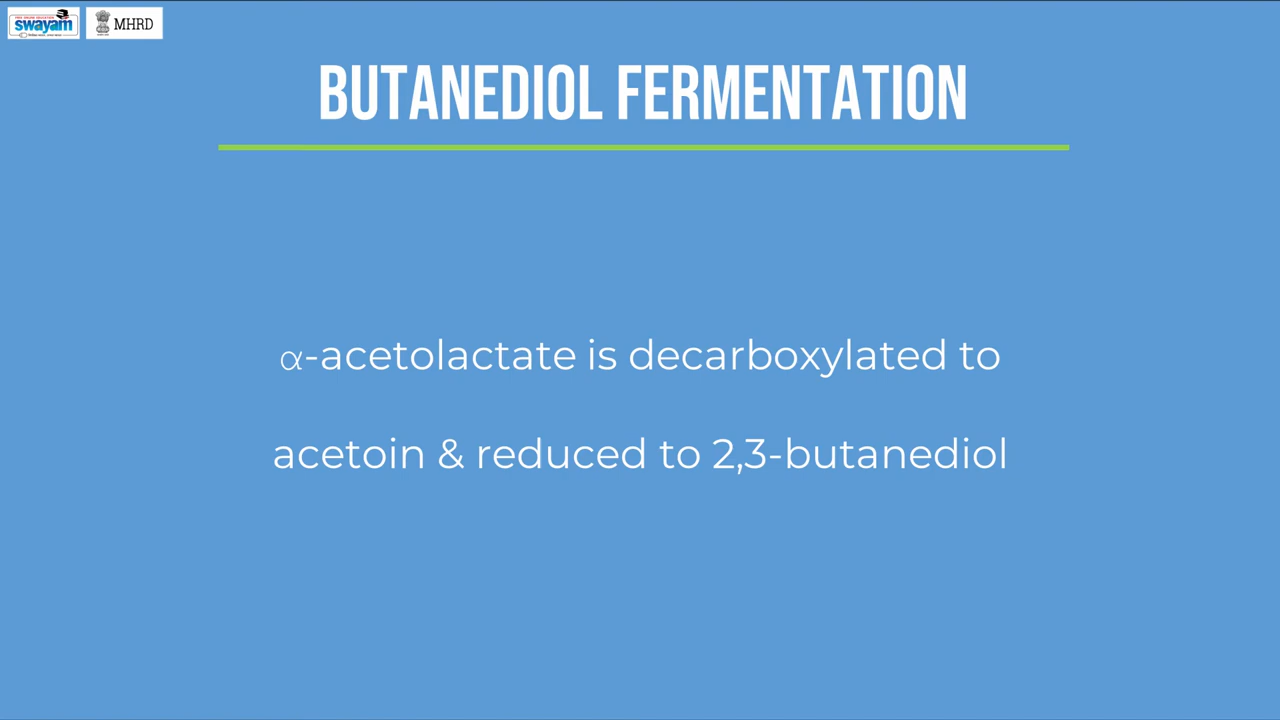 swayam
MHRD
BUTANEDIOL FERMENTATION
α-acetolactate is decarboxylated to
acetoin & reduced to 2,3-butanediol